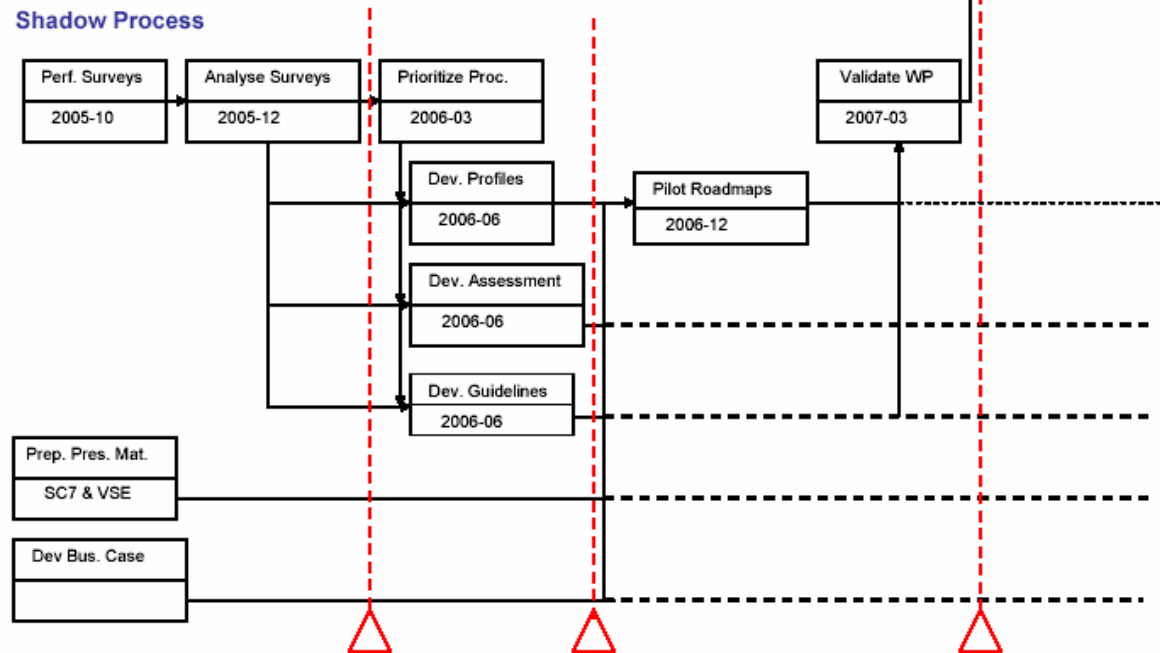 Shadow Process
Perf. Surveys
2005-10
Analyse Surveys
2005-12
Prioritize Proc.
2006-03
Validate WP
2007-03
Dev. Profiles
2006-06
Pilot Roadmaps
2006-12
Dev. Assessment
2006-06
Dev. Guidelines
2006-06
Prep. Pres. Mat.
SC7 & VSE
Dev Bus. Case